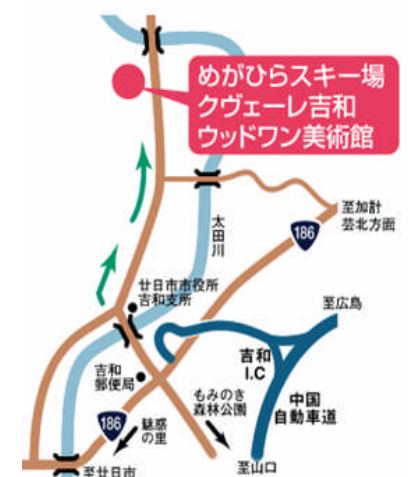 めがひらスキー場
クヴェーレ吉和
ウッドワン美術館
至加計
芸北方面
太田川
186
廿日市市役所
吉和支所
至広島
吉和
I.C
吉和
郵便局
もみのき
森林公園
中国
自動車道
186
魅惑
の里
至廿日市
至山口